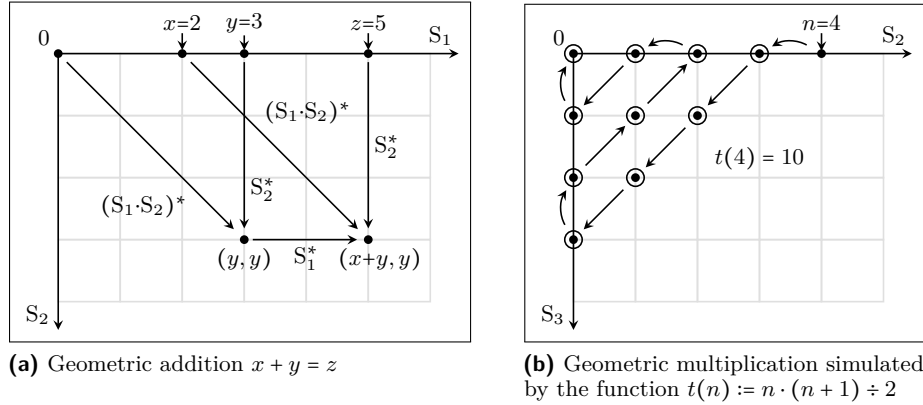 x=2
y=3
z=5
0
S₁
(S₁·S₂)*
S₂*
S₂*
(S₁·S₂)*
(y, y)
S₁*
(x+y, y)
S₂
(a) Geometric addition x + y = z
n=4
0
S₂
t(4) = 10
S₃
(b) Geometric multiplication simulated
by the function t(n) ≔ n · (n + 1) ÷ 2